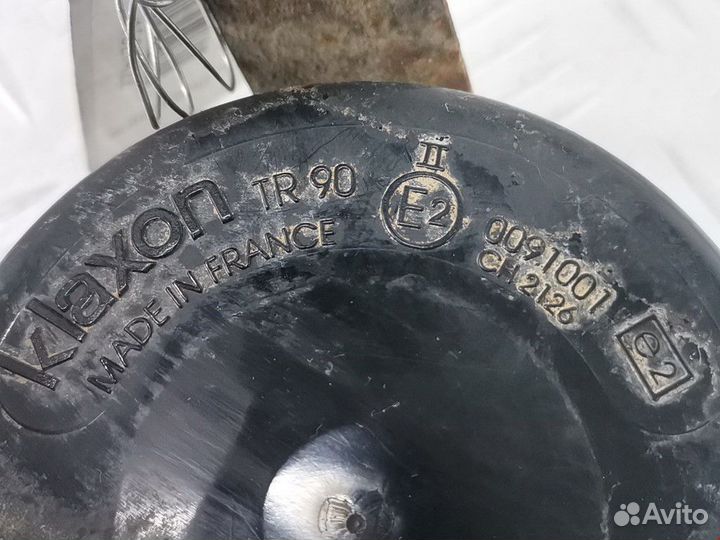 klaxon TR 90
MADE IN FRANCE
II
E2
0091001
CH 2126
e2
Avito